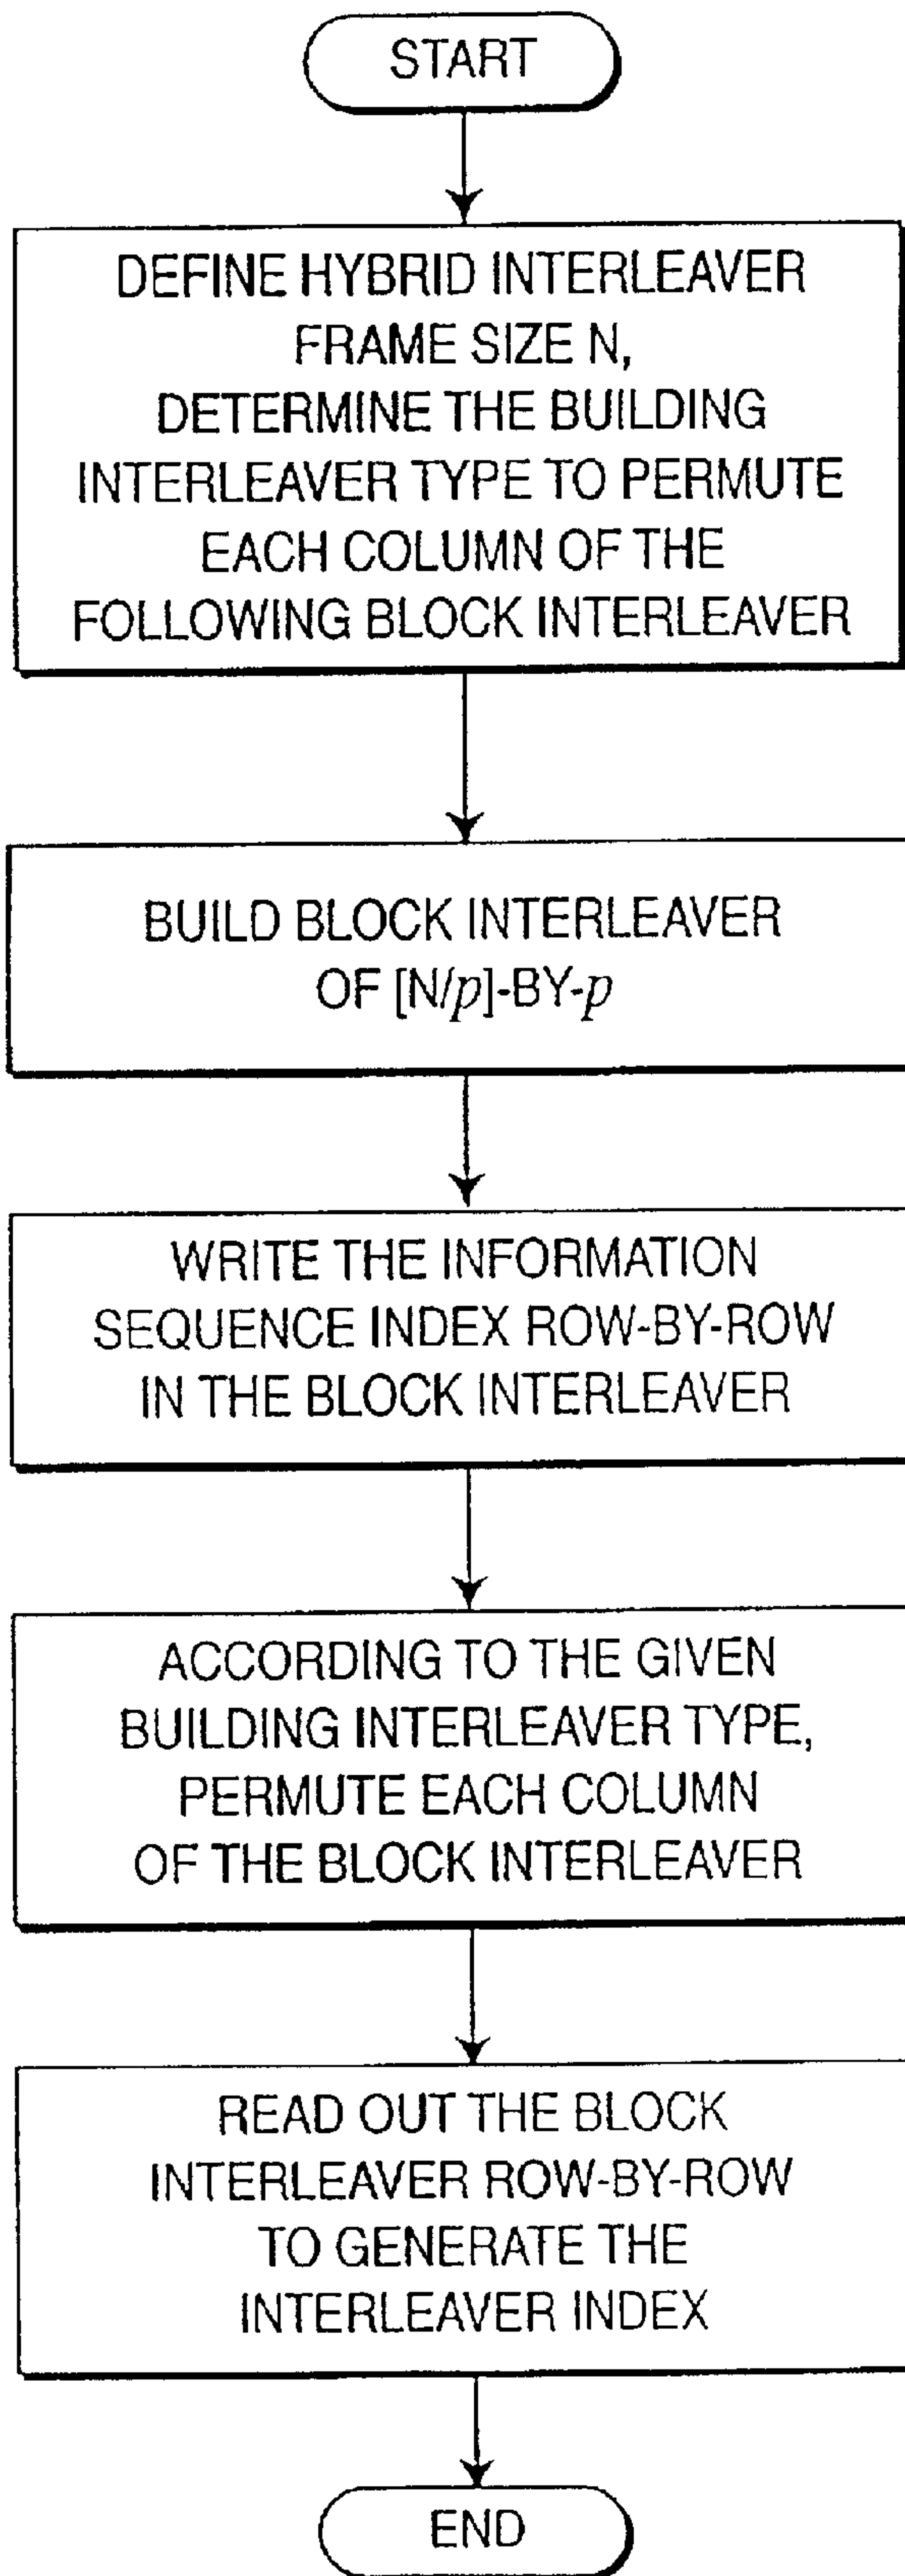 START
DEFINE HYBRID INTERLEAVER
FRAME SIZE N,
DETERMINE THE BUILDING
INTERLEAVER TYPE TO PERMUTE
EACH COLUMN OF THE
FOLLOWING BLOCK INTERLEAVER
BUILD BLOCK INTERLEAVER
OF [N/p]-BY-p
WRITE THE INFORMATION
SEQUENCE INDEX ROW-BY-ROW
IN THE BLOCK INTERLEAVER
ACCORDING TO THE GIVEN
BUILDING INTERLEAVER TYPE,
PERMUTE EACH COLUMN
OF THE BLOCK INTERLEAVER
READ OUT THE BLOCK
INTERLEAVER ROW-BY-ROW
TO GENERATE THE
INTERLEAVER INDEX
END